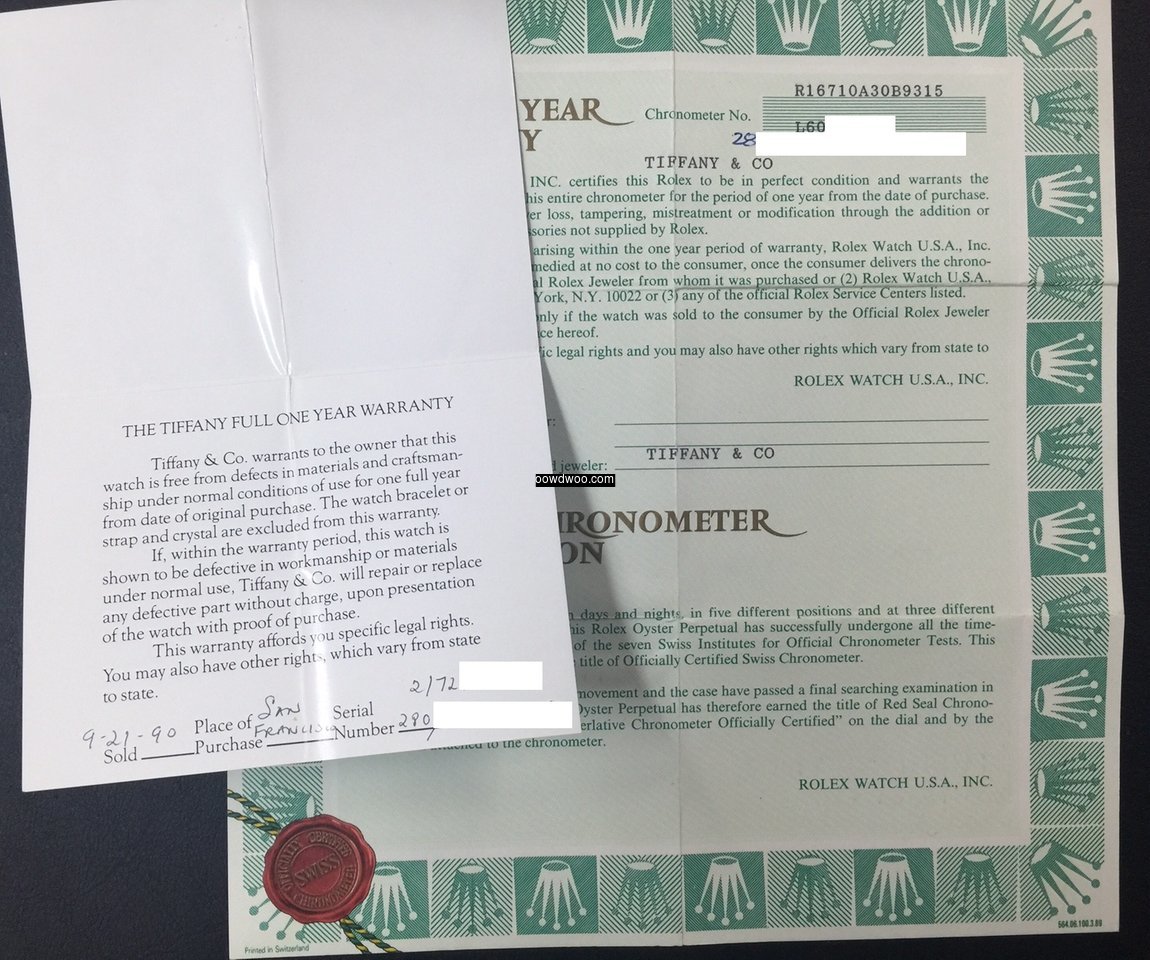 THE TIFFANY FULL ONE YEAR WARRANTY
Tiffany & Co. warrants to the owner that this
watch is free from defects in materials and craftsman-
ship under normal conditions of use for one full year
from date of original purchase. The watch bracelet or
strap and crystal are excluded from this warranty.
If, within the warranty period, this watch is
shown to be defective in workmanship or materials
under normal use, Tiffany & Co. will repair or replace
any defective part without charge, upon presentation
of the watch with proof of purchase.
This warranty affords you specific legal rights.
You may also have other rights, which vary from state
to state.
2/72
9-21-90 SAN FRANCISCO 280
Sold Place of Purchase Serial Number
YEAR
Y
Chronometer No.
R16710A30B9315
L60
28
TIFFANY & CO
INC. certifies this Rolex to be in perfect condition and warrants the
his entire chronometer for the period of one year from the date of purchase.
er loss, tampering, mistreatment or modification through the addition or
ssories not supplied by Rolex.
arising within the one year period of warranty, Rolex Watch U.S.A., Inc.
medied at no cost to the consumer, once the consumer delivers the chrono-
al Rolex Jeweler from whom it was purchased or (2) Rolex Watch U.S.A.,
York, N.Y. 10022 or (3) any of the official Rolex Service Centers listed.
only if the watch was sold to the consumer by the Official Rolex Jeweler
ce hereof.
ic legal rights and you may also have other rights which vary from state to
ROLEX WATCH U.S.A., INC.
r:
d jeweler: TIFFANY & CO
oowdwoo.com
HRONOMETER
ON
n days and nights, in five different positions and at three different
his Rolex Oyster Perpetual has successfully undergone all the time-
of the seven Swiss Institutes for Official Chronometer Tests. This
title of Officially Certified Swiss Chronometer.
movement and the case have passed a final searching examination in
Oyster Perpetual has therefore earned the title of Red Seal Chrono-
erlative Chronometer Officially Certified" on the dial and by the
attached to the chronometer.
ROLEX WATCH U.S.A., INC.
OFFICIALLY CERTIFIED
SWISS
CHRONOMETER
Printed in Switzerland
564.06.100.3.89